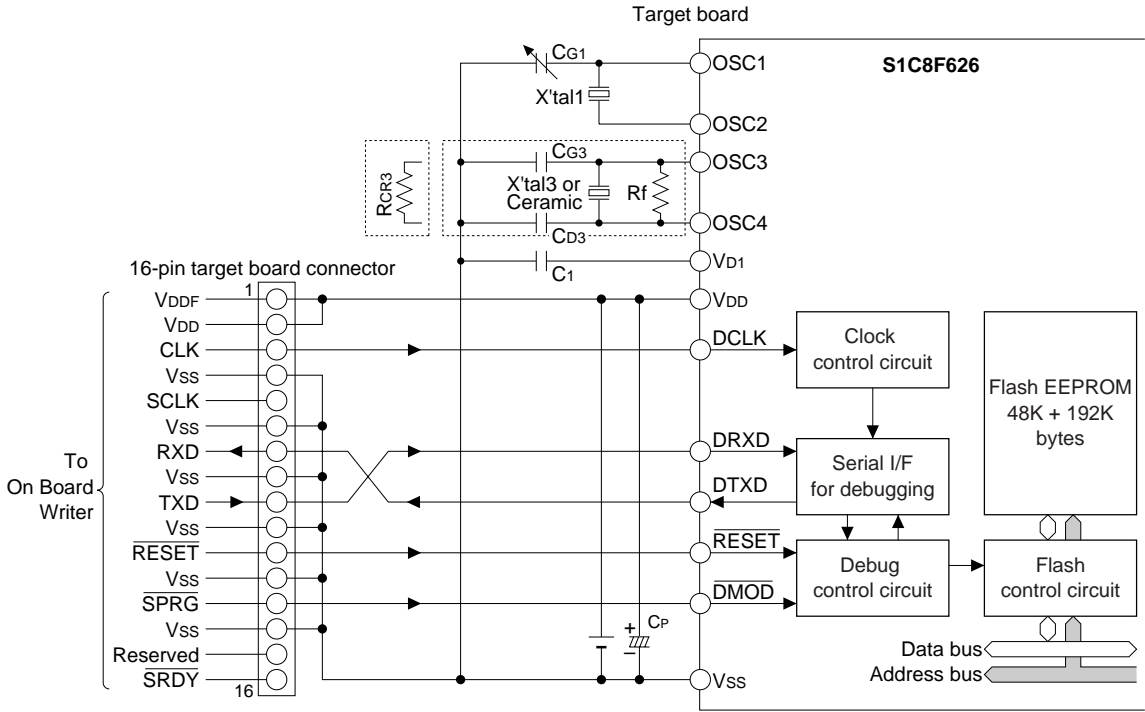 Target board
S1C8F626
CG1
X'tal1
OSC1
OSC2
RCR3
CG3
X'tal3 or
Ceramic
Rf
CD3
OSC3
OSC4
C1
VD1
16-pin target board connector
1
VDDF
VDD
CLK
VSS
SCLK
VSS
RXD
VSS
TXD
VSS
RESET
VSS
SPRG
VSS
Reserved
SRDY
16
To
On Board
Writer
+
–
CP
VDD
DCLK
DRXD
DTXD
RESET
DMOD
VSS
Clock
control circuit
Serial I/F
for debugging
Debug
control circuit
Flash EEPROM
48K + 192K
bytes
Flash
control circuit
Data bus
Address bus